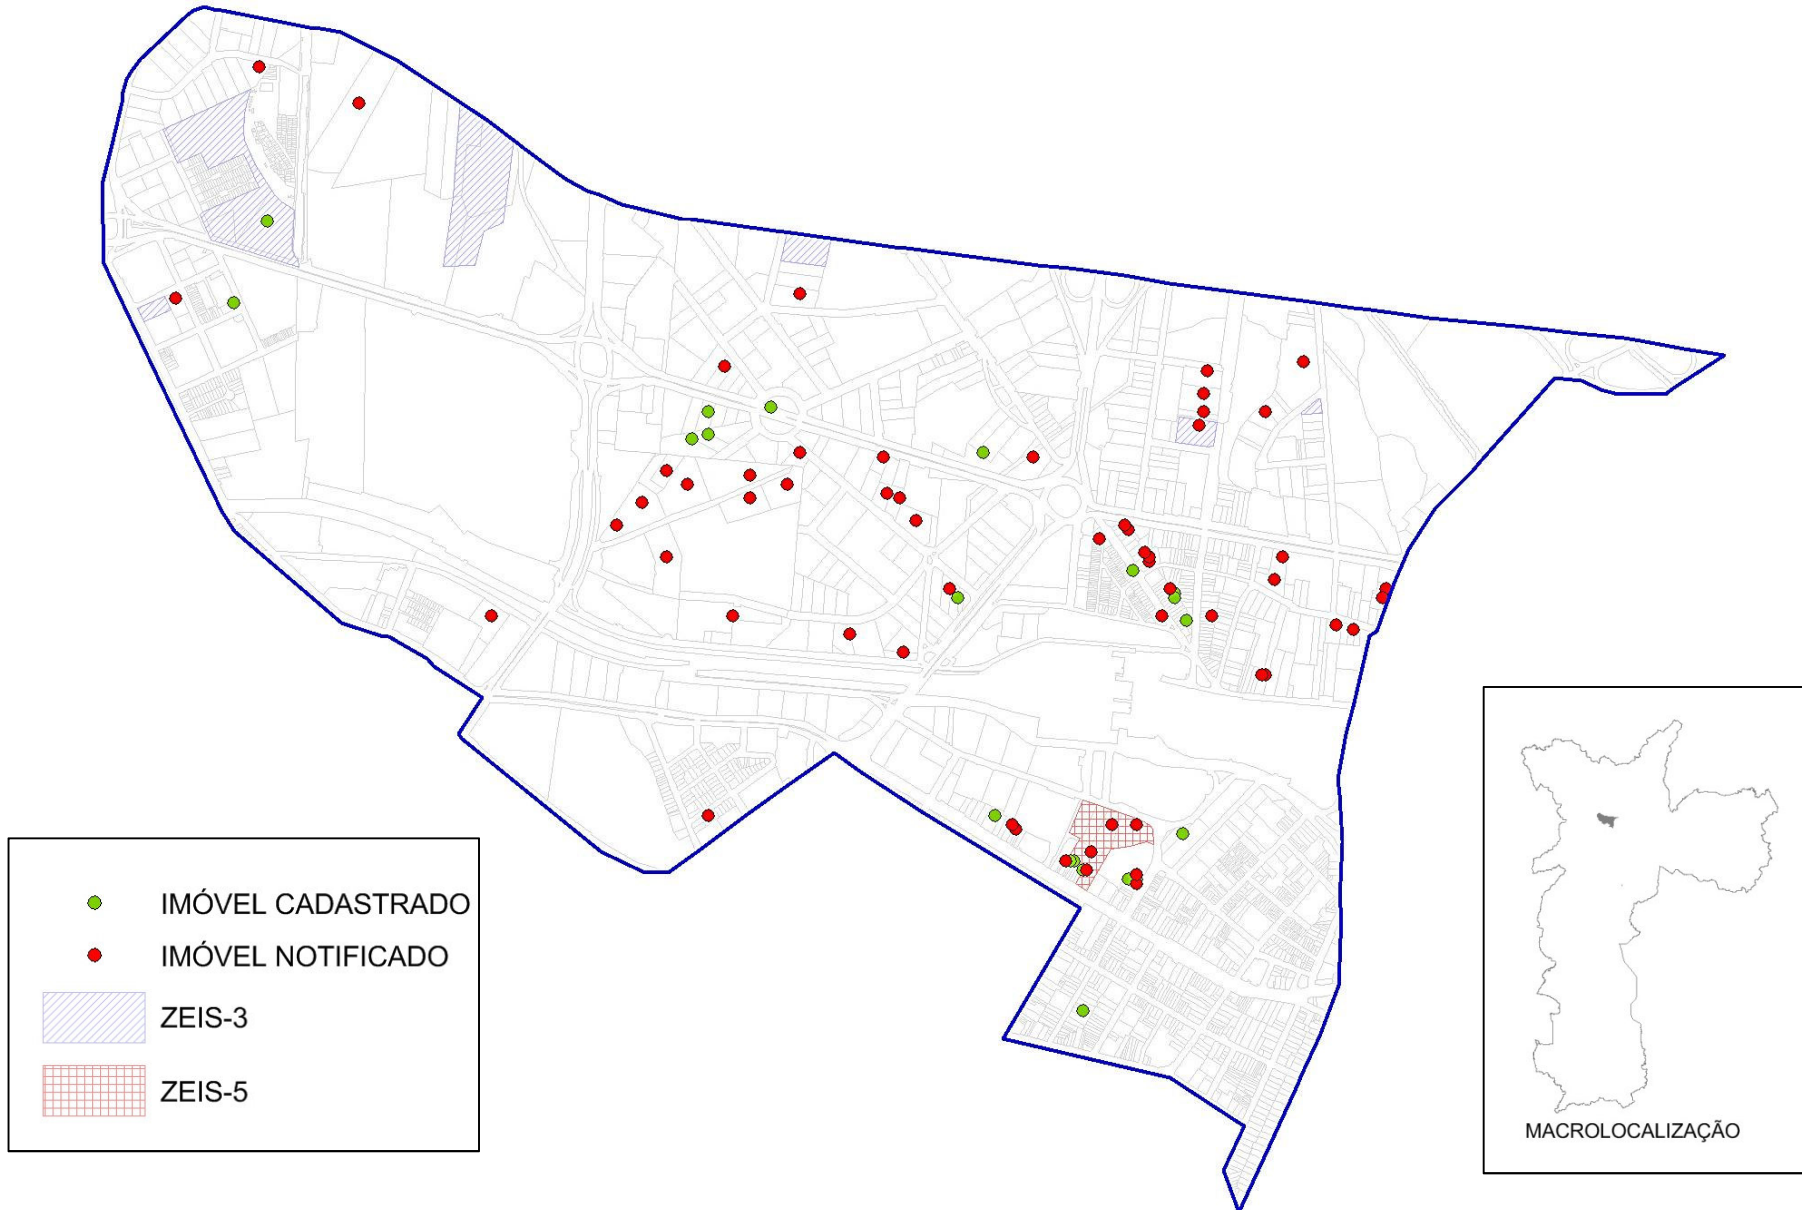 IMÓVEL CADASTRADO
IMÓVEL NOTIFICADO
ZEIS-3
ZEIS-5
MACROLOCALIZAÇÃO